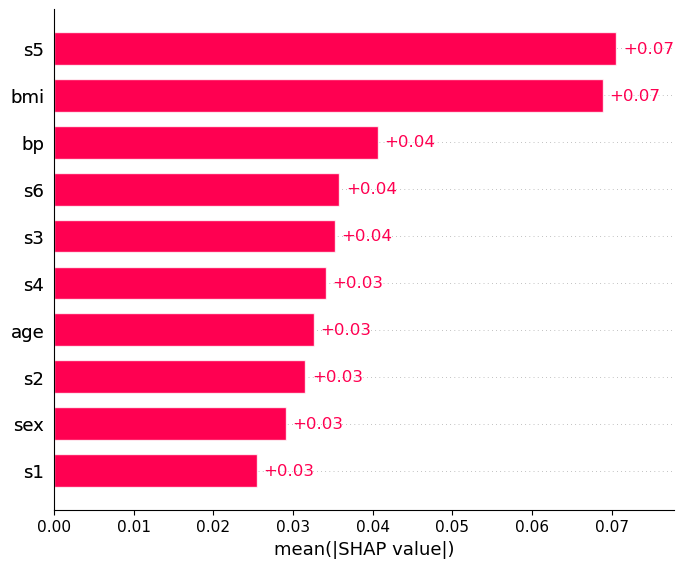 s5 +0.07
bmi +0.07
bp +0.04
s6 +0.04
s3 +0.04
s4 +0.03
age +0.03
s2 +0.03
sex +0.03
s1 +0.03
0.00 0.01 0.02 0.03 0.04 0.05 0.06 0.07
mean(|SHAP value|)